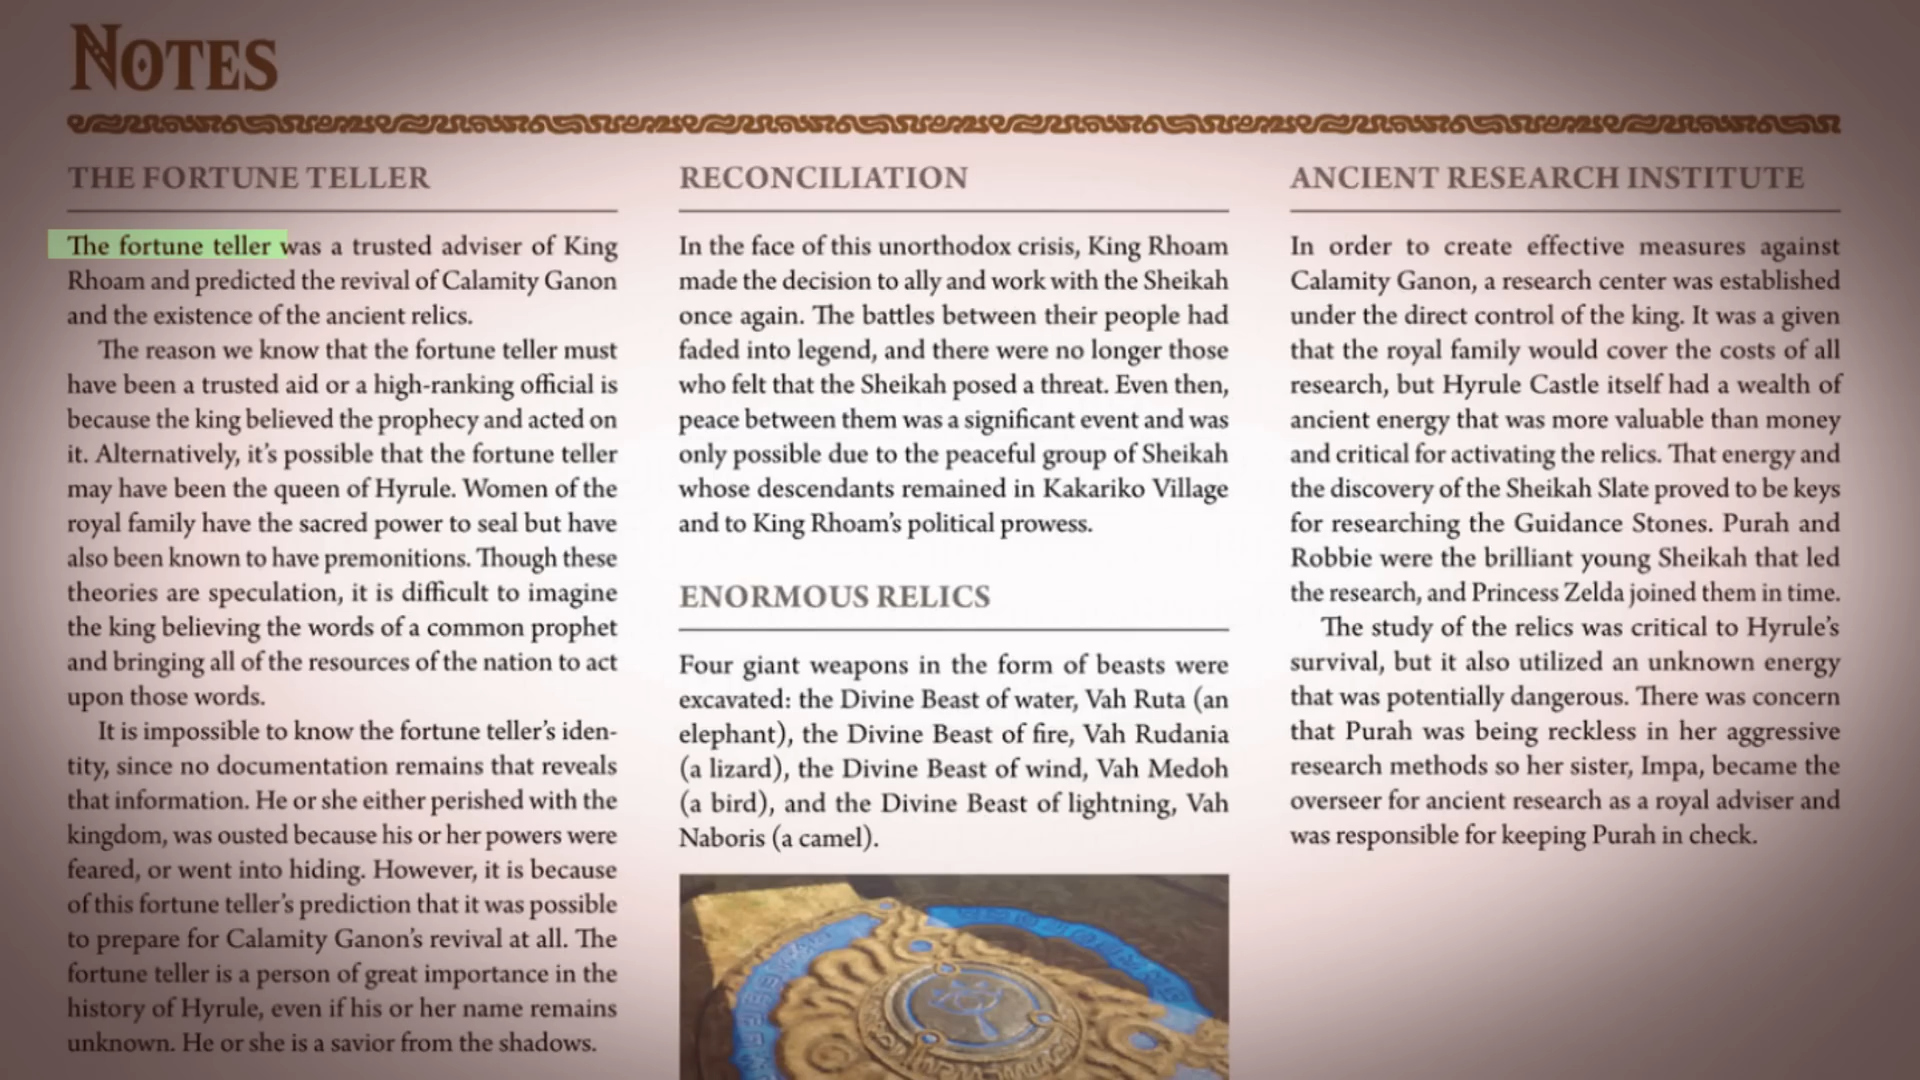 NOTES
THE FORTUNE TELLER
The fortune teller was a trusted adviser of King
Rhoam and predicted the revival of Calamity Ganon
and the existence of the ancient relics.
The reason we know that the fortune teller must
have been a trusted aid or a high-ranking official is
because the king believed the prophecy and acted on
it. Alternatively, it's possible that the fortune teller
may have been the queen of Hyrule. Women of the
royal family have the sacred power to seal but have
also been known to have premonitions. Though these
theories are speculation, it is difficult to imagine
the king believing the words of a common prophet
and bringing all of the resources of the nation to act
upon those words.
It is impossible to know the fortune teller's iden-
tity, since no documentation remains that reveals
that information. He or she either perished with the
kingdom, was ousted because his or her powers were
feared, or went into hiding. However, it is because
of this fortune teller's prediction that it was possible
to prepare for Calamity Ganon's revival at all. The
fortune teller is a person of great importance in the
history of Hyrule, even if his or her name remains
unknown. He or she is a savior from the shadows.
RECONCILIATION
In the face of this unorthodox crisis, King Rhoam
made the decision to ally and work with the Sheikah
once again. The battles between their people had
faded into legend, and there were no longer those
who felt that the Sheikah posed a threat. Even then,
peace between them was a significant event and was
only possible due to the peaceful group of Sheikah
whose descendants remained in Kakariko Village
and to King Rhoam's political prowess.
ENORMOUS RELICS
Four giant weapons in the form of beasts were
excavated: the Divine Beast of water, Vah Ruta (an
elephant), the Divine Beast of fire, Vah Rudania
(a lizard), the Divine Beast of wind, Vah Medoh
(a bird), and the Divine Beast of lightning, Vah
Naboris (a camel).
ANCIENT RESEARCH INSTITUTE
In order to create effective measures against
Calamity Ganon, a research center was established
under the direct control of the king. It was a given
that the royal family would cover the costs of all
research, but Hyrule Castle itself had a wealth of
ancient energy that was more valuable than money
and critical for activating the relics. That energy and
the discovery of the Sheikah Slate proved to be keys
for researching the Guidance Stones. Purah and
Robbie were the brilliant young Sheikah that led
the research, and Princess Zelda joined them in time.
The study of the relics was critical to Hyrule's
survival, but it also utilized an unknown energy
that was potentially dangerous. There was concern
that Purah was being reckless in her aggressive
research methods so her sister, Impa, became the
overseer for ancient research as a royal adviser and
was responsible for keeping Purah in check.